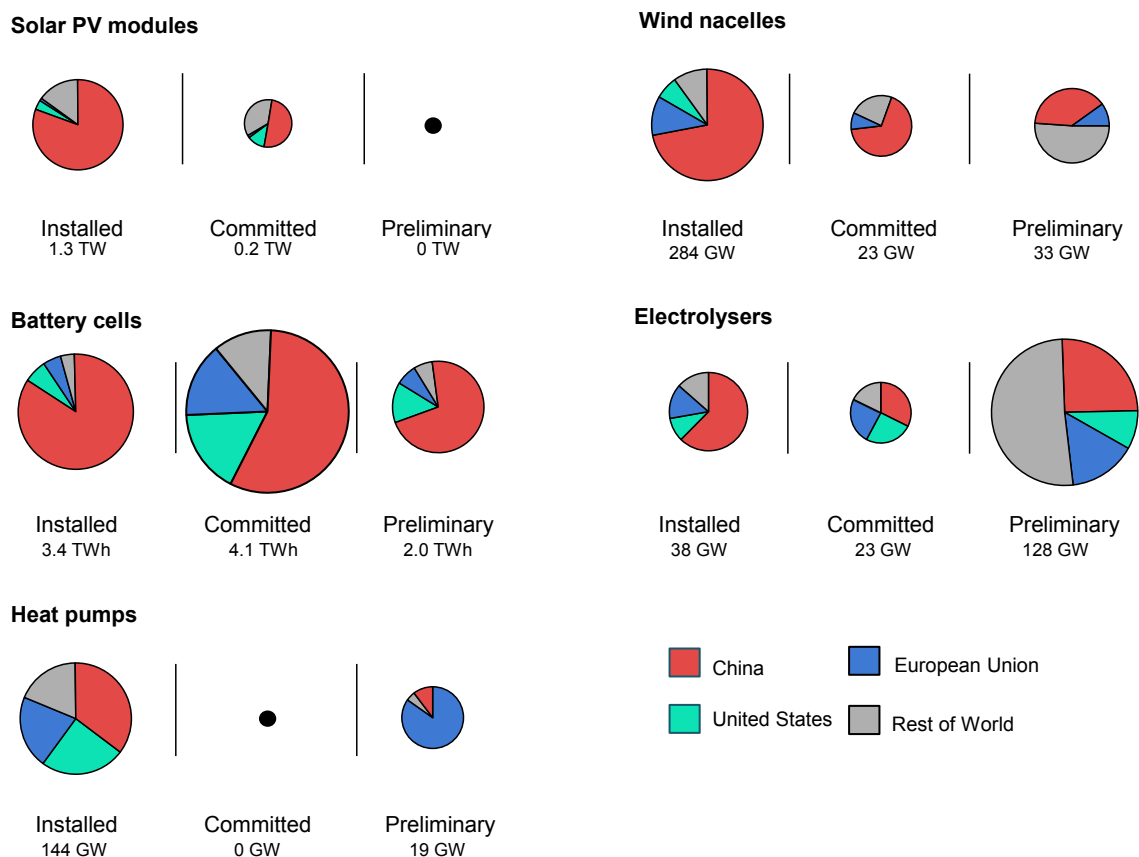 Solar PV modules
Installed
1.3 TW
Committed
0.2 TW
Preliminary
0 TW
Wind nacelles
Installed
284 GW
Committed
23 GW
Preliminary
33 GW
Battery cells
Installed
3.4 TWh
Committed
4.1 TWh
Preliminary
2.0 TWh
Electrolysers
Installed
38 GW
Committed
23 GW
Preliminary
128 GW
Heat pumps
Installed
144 GW
Committed
0 GW
Preliminary
19 GW
China
European Union
United States
Rest of World